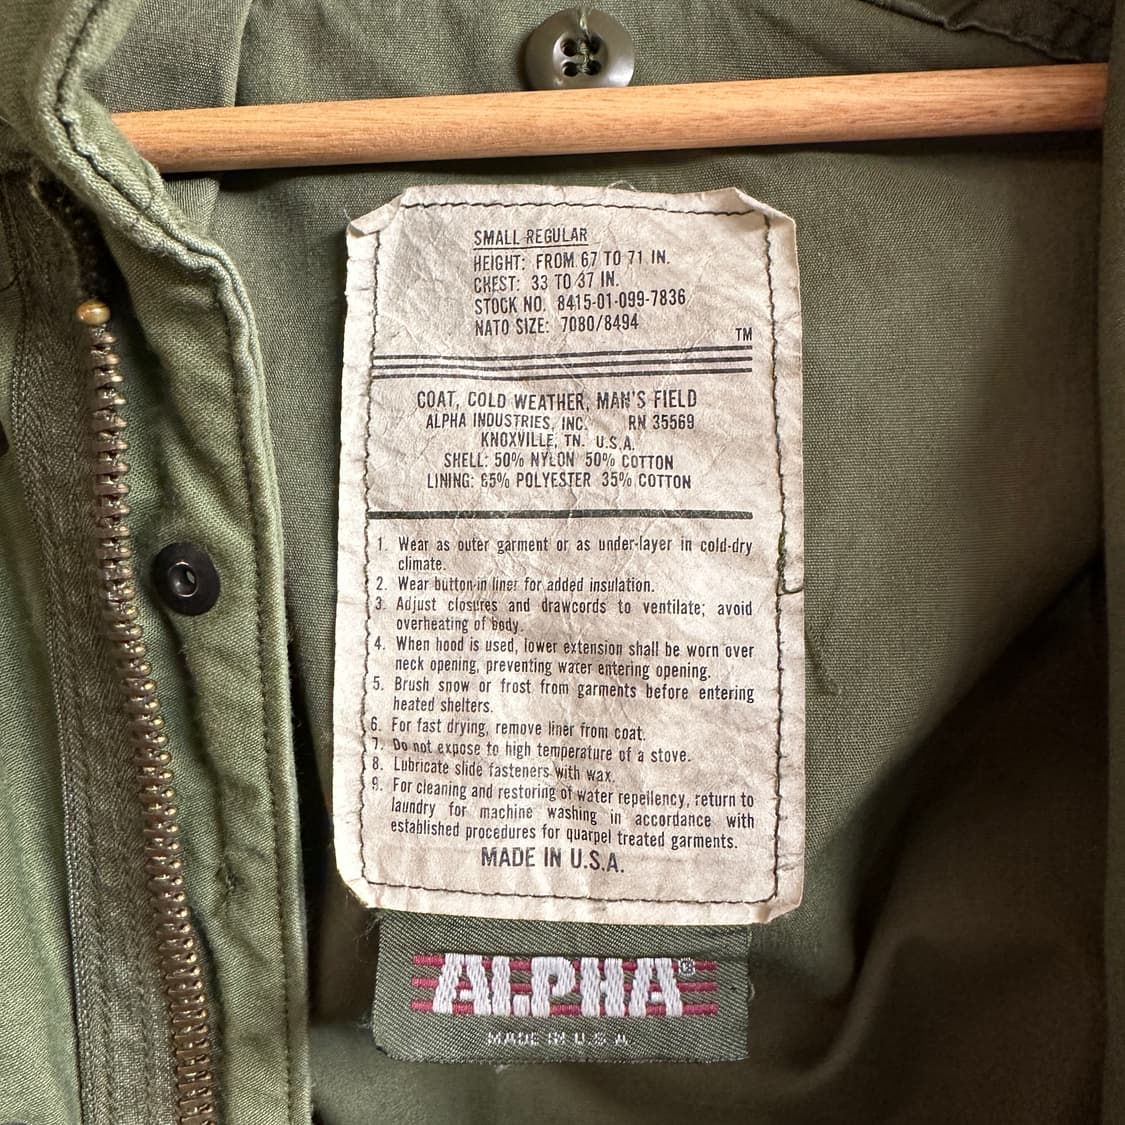 SMALL REGULAR
HEIGHT: FROM 67 TO 71 IN.
CHEST: 33 TO 37 IN.
STOCK NO. 8415-01-099-7836
NATO SIZE: 7080/8494
TM
COAT, COLD WEATHER, MAN'S FIELD
ALPHA INDUSTRIES, INC. RN 35569
KNOXVILLE, TN. U.S.A.
SHELL: 50% NYLON 50% COTTON
LINING: 65% POLYESTER 35% COTTON
1. Wear as outer garment or as under-layer in cold-dry
climate.
2. Wear button-in liner for added insulation.
3. Adjust closures and drawcords to ventilate; avoid
overheating of body.
4. When hood is used, lower extension shall be worn over
neck opening, preventing water entering opening.
5. Brush snow or frost from garments before entering
heated shelters.
6. For fast drying, remove liner from coat.
7. Do not expose to high temperature of a stove.
8. Lubricate slide fasteners with wax.
9. For cleaning and restoring of water repellency, return to
laundry for machine washing in accordance with
established procedures for quarpel treated garments.
MADE IN U.S.A.
ALPHA®
MADE IN U.S.A.